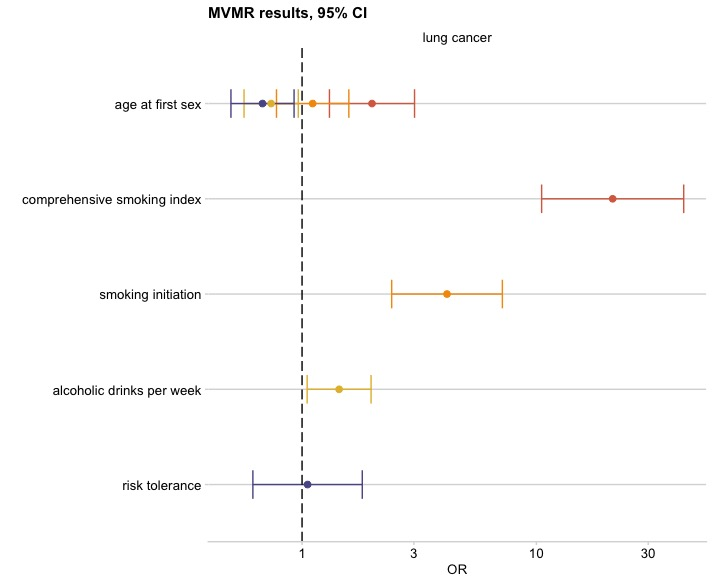 MVMR results, 95% CI
lung cancer
age at first sex
comprehensive smoking index
smoking initiation
alcoholic drinks per week
risk tolerance
1 3 10 30
OR